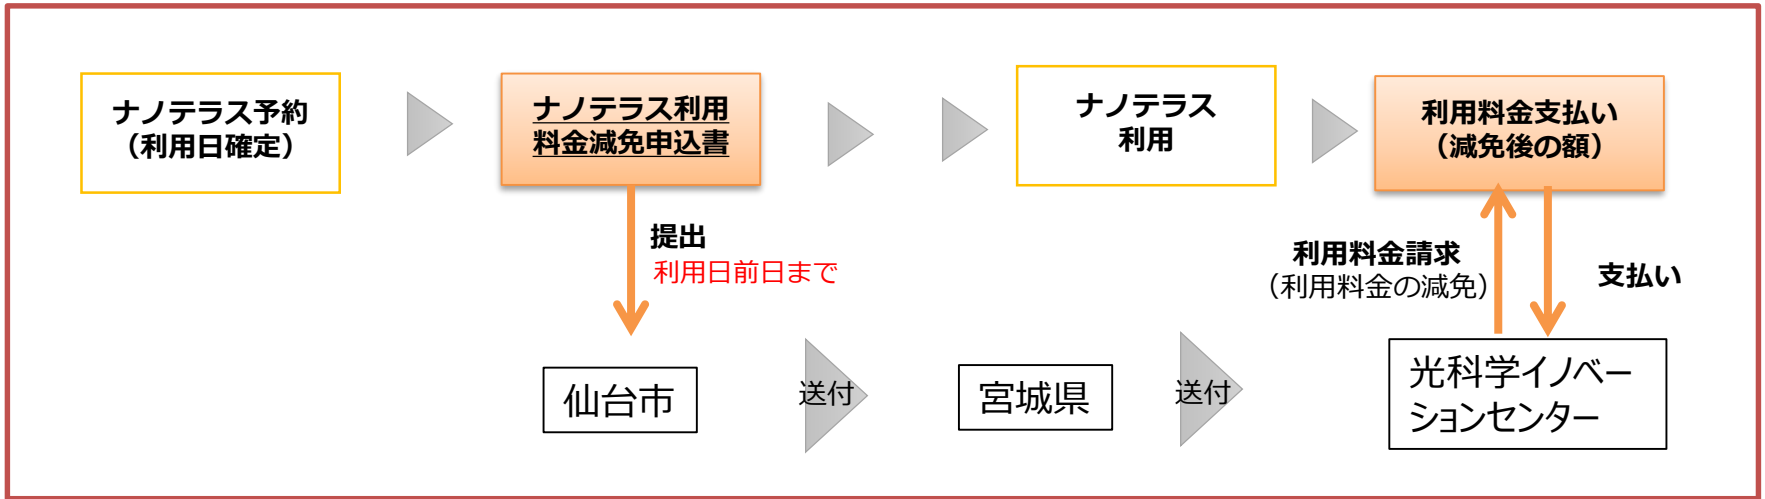 ナノテラス予約
（利用日確定）
ナノテラス利用
料金減免申込書
ナノテラス
利用
利用料金支払い
（減免後の額）
提出
利用日前日まで
利用料金請求
（利用料金の減免）
支払い
仙台市
送付
宮城県
送付
光科学イノベー
ションセンター